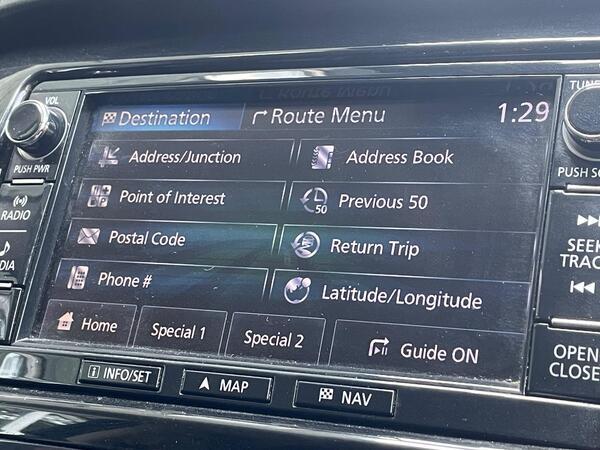 VOL
PUSH PWR
RADIO
DIA
Destination
Route Menu
1:29
Address/Junction
Address Book
Point of Interest
50
Previous 50
Postal Code
Return Trip
Phone #
Latitude/Longitude
Home
Special 1
Special 2
Guide ON
i INFO/SET
MAP
NAV
TUNE
PUSH SO
SEEK
TRACK
OPEN
CLOSE